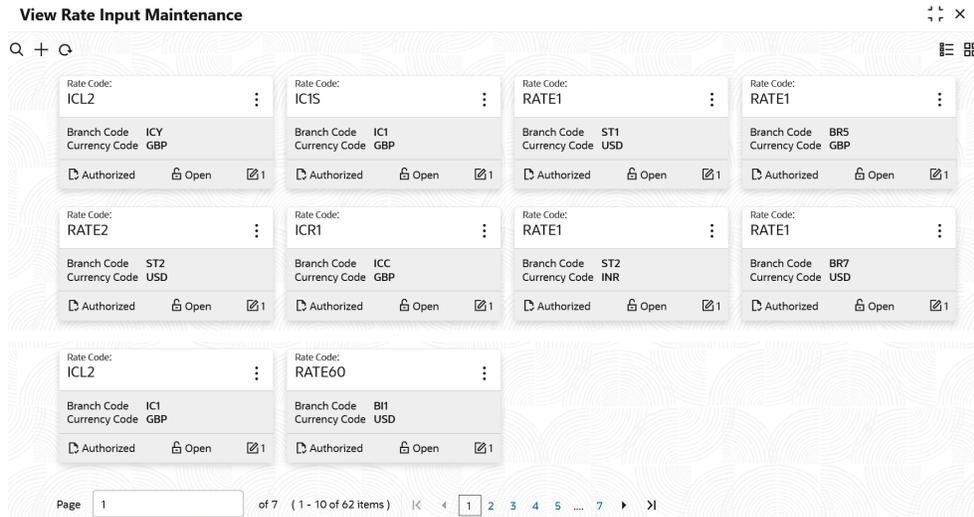 View Rate Input Maintenance
Rate Code:
ICL2
Branch Code ICY
Currency Code GBP
Authorized Open 1
Rate Code:
IC1S
Branch Code IC1
Currency Code GBP
Authorized Open 1
Rate Code:
RATE1
Branch Code ST1
Currency Code USD
Authorized Open 1
Rate Code:
RATE1
Branch Code BR5
Currency Code GBP
Authorized Open 1
Rate Code:
RATE2
Branch Code ST2
Currency Code USD
Authorized Open 1
Rate Code:
ICR1
Branch Code ICC
Currency Code GBP
Authorized Open 1
Rate Code:
RATE1
Branch Code ST2
Currency Code INR
Authorized Open 1
Rate Code:
RATE1
Branch Code BR7
Currency Code USD
Authorized Open 1
Rate Code:
ICL2
Branch Code IC1
Currency Code GBP
Authorized Open 1
Rate Code:
RATE60
Branch Code BI1
Currency Code USD
Authorized Open 1
Page 1 of 7 ( 1 - 10 of 62 items ) 1 2 3 4 5 .... 7